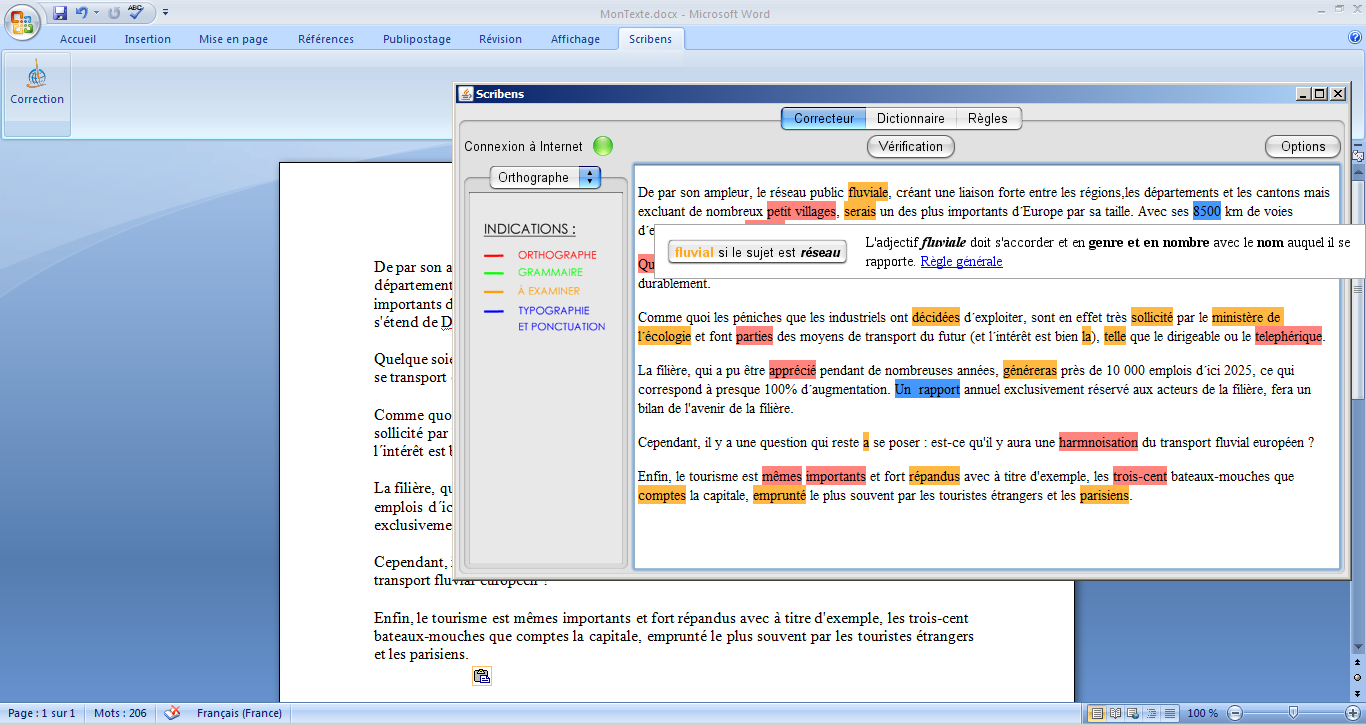 MonTexte.docx - Microsoft Word
ABC
Accueil Insertion Mise en page Références Publipostage Révision Affichage Scribens
Correction
Scribens
Correcteur Dictionnaire Règles
Connexion à Internet Vérification Options
Orthographe
INDICATIONS :
ORTHOGRAPHE
GRAMMAIRE
À EXAMINER
TYPOGRAPHIE
ET PONCTUATION
De par son ampleur, le réseau public fluviale, créant une liaison forte entre les régions,les départements et les cantons mais
excluant de nombreux petit villages, serais un des plus importants d´Europe par sa taille. Avec ses 8500 km de voies
d´e
fluvial si le sujet est réseau
L'adjectif fluviale doit s'accorder et en genre et en nombre avec le nom auquel il se
rapporte. Règle générale
Qu
durablement.
Comme quoi les péniches que les industriels ont décidées d´exploiter, sont en effet très sollicité par le ministère de
l´écologie et font parties des moyens de transport du futur (et l´intérêt est bien la), telle que le dirigeable ou le telephérique.
La filière, qui a pu être apprécié pendant de nombreuses années, généreras près de 10 000 emplois d´ici 2025, ce qui
correspond à presque 100% d´augmentation. Un  rapport annuel exclusivement réservé aux acteurs de la filière, fera un
bilan de l'avenir de la filière.
Cependant, il y a une question qui reste a se poser : est-ce qu'il y aura une harmnoisation du transport fluvial européen ?
Enfin, le tourisme est mêmes importants et fort répandus avec à titre d'exemple, les trois-cent bateaux-mouches que
comptes la capitale, emprunté le plus souvent par les touristes étrangers et les parisiens.
De par son a
département
importants d
s'étend de D
Quelque soie
se transport
Comme quo
sollicité par
l´intérêt est b
La filière, qu
emplois d´ic
exclusiveme
Cependant, i
transport fluvial européen ?
Enfin, le tourisme est mêmes importants et fort répandus avec à titre d'exemple, les trois-cent
bateaux-mouches que comptes la capitale, emprunté le plus souvent par les touristes étrangers
et les parisiens.
Page : 1 sur 1 Mots : 206 Français (France) 100 %